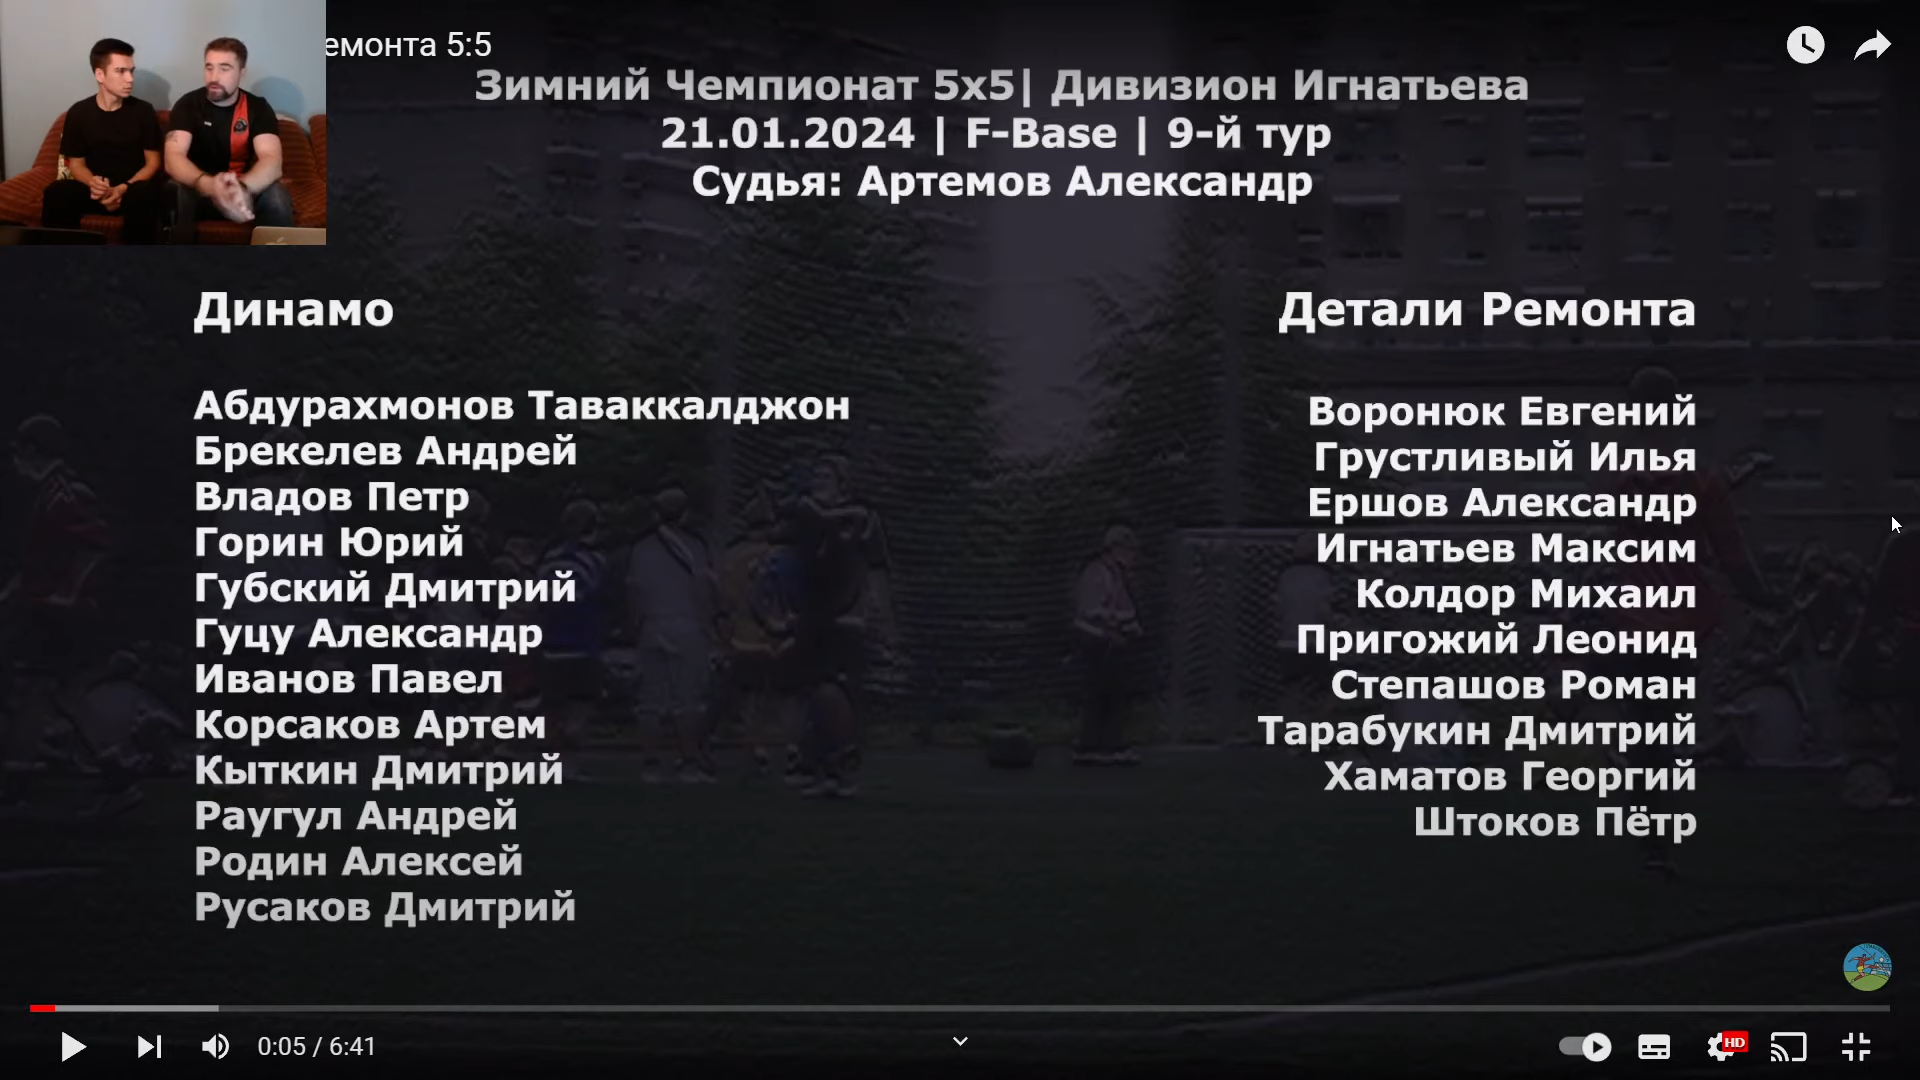 емонта 5:5
Зимний Чемпионат 5х5| Дивизион Игнатьева
21.01.2024 | F-Base | 9-й тур
Судья: Артемов Александр
Динамо
Абдурахмонов Таваккалджон
Брекелев Андрей
Владов Петр
Горин Юрий
Губский Дмитрий
Гуцу Александр
Иванов Павел
Корсаков Артем
Кыткин Дмитрий
Раугул Андрей
Родин Алексей
Русаков Дмитрий
Детали Ремонта
Воронюк Евгений
Грустливый Илья
Ершов Александр
Игнатьев Максим
Колдор Михаил
Пригожий Леонид
Степашов Роман
Тарабукин Дмитрий
Хаматов Георгий
Штоков Пётр
0:05 / 6:41
HD